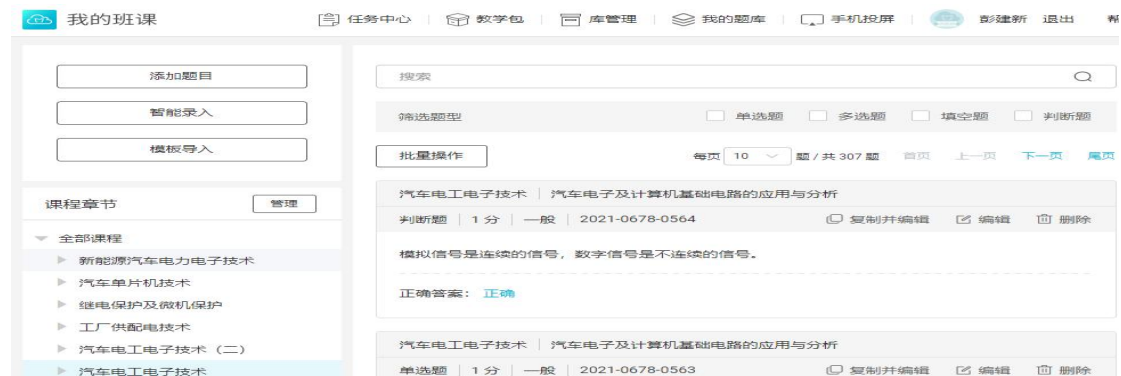 我的班课
任务中心 教学包 库管理 我的题库 手机投屏 彭建新 退出
添加题目
智能录入
模板导入
课程章节 管理
全部课程
新能源汽车电力电子技术
汽车单片机技术
继电保护及微机保护
工厂供配电技术
汽车电工电子技术（二）
汽车电工电子技术
搜索
筛选题型 单选题 多选题 填空题 判断题
批量操作 每页 10 题 / 共 307 题 首页 上一页 下一页 尾页
汽车电工电子技术 汽车电子及计算机基础电路的应用与分析
判断题 1 分 一般 2021-0678-0564 复制并编辑 编辑 删除
模拟信号是连续的信号，数字信号是不连续的信号。
正确答案： 正确
汽车电工电子技术 汽车电子及计算机基础电路的应用与分析
单选题 1 分 一般 2021-0678-0563 复制并编辑 编辑 删除